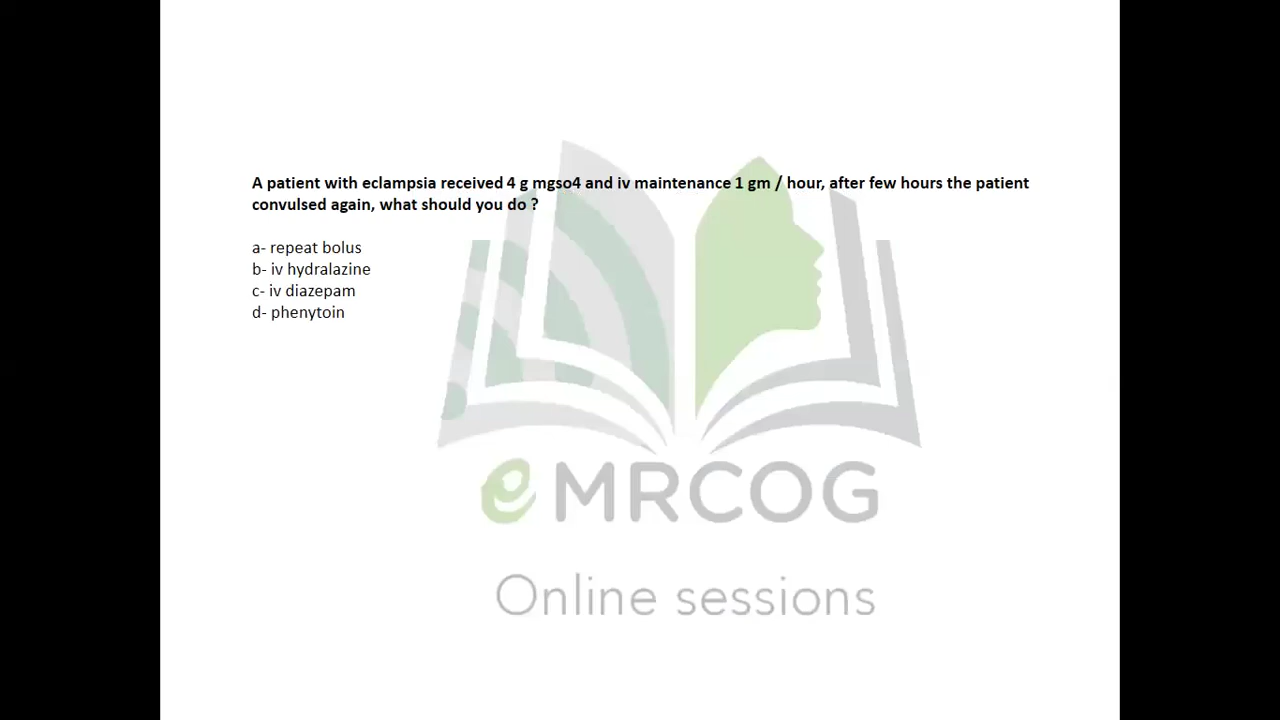 A patient with eclampsia received 4 g mgso4 and iv maintenance 1 gm / hour, after few hours the patient
convulsed again, what should you do ?
a- repeat bolus
b- iv hydralazine
c- iv diazepam
d- phenytoin
eMRCOG
Online sessions